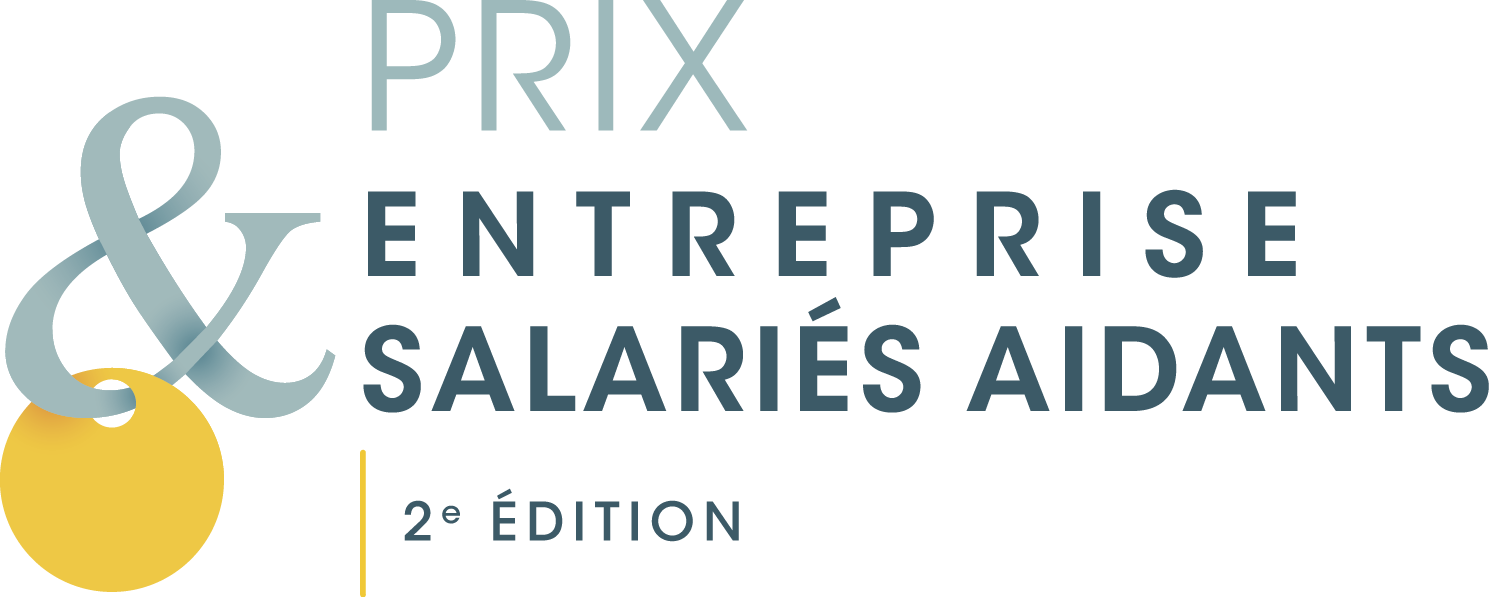 PRIX
&
ENTREPRISE
SALARIÉS AIDANTS
2e ÉDITION